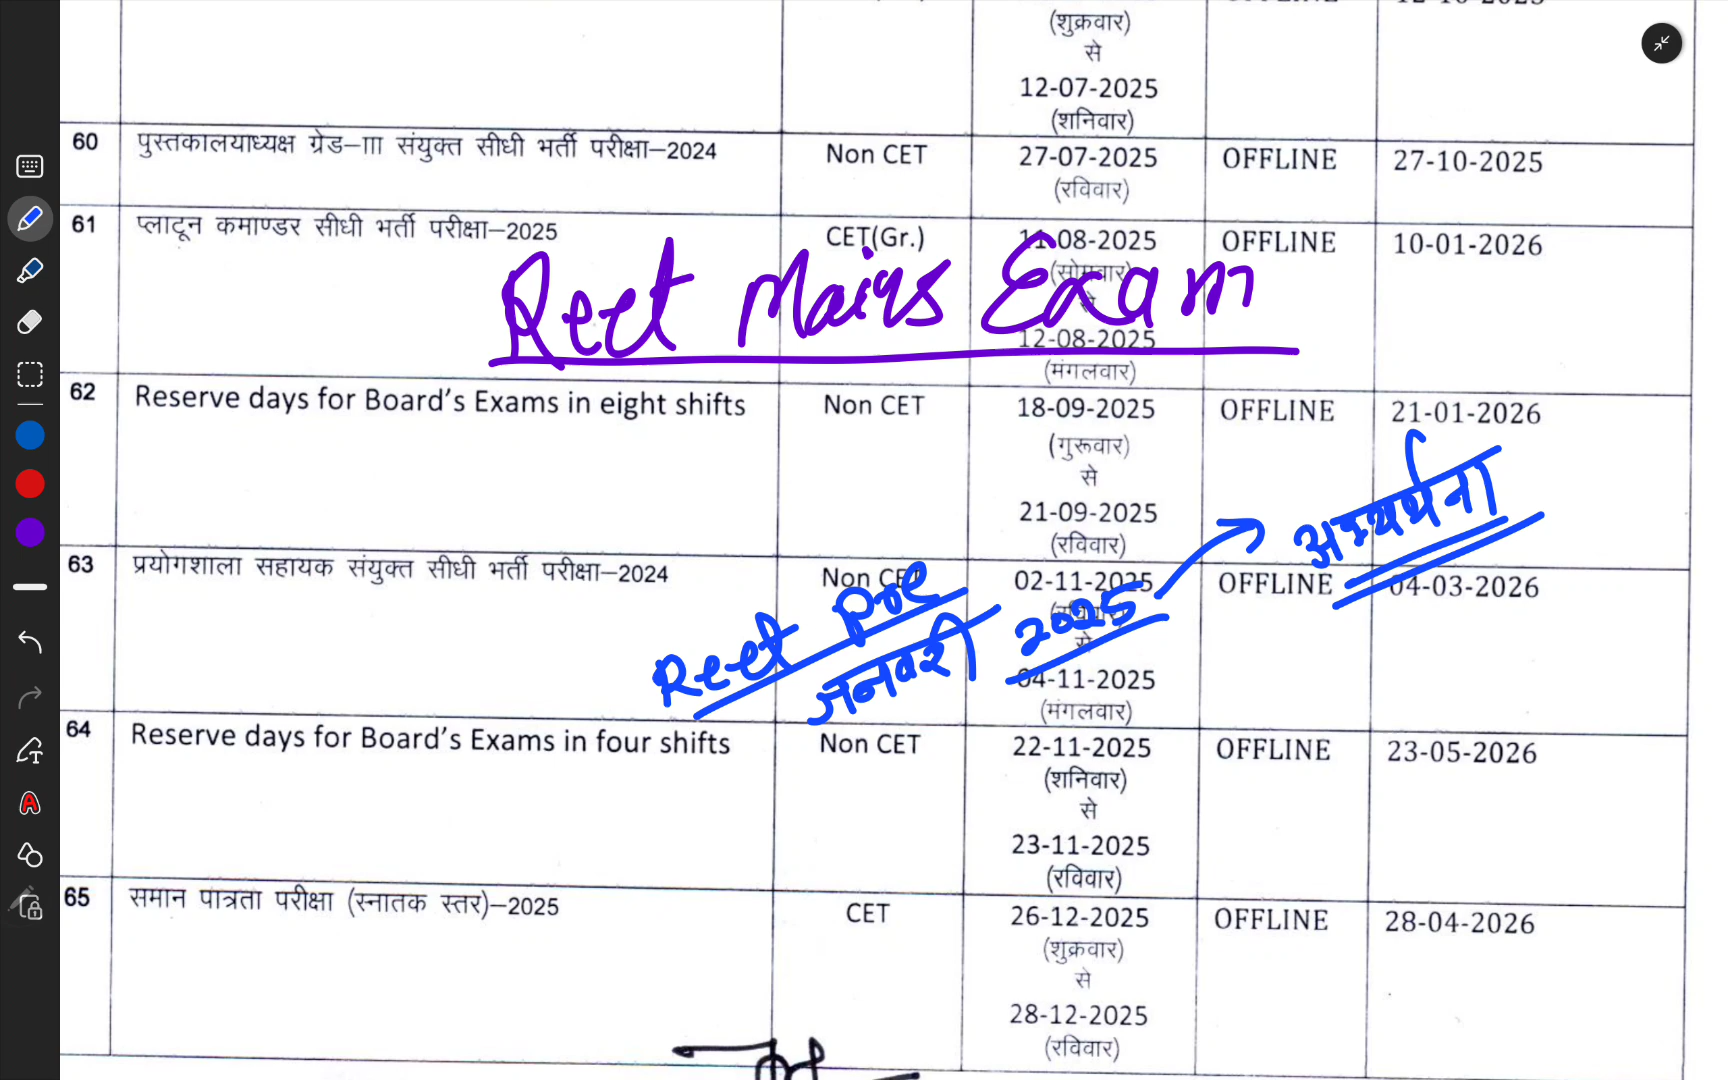 (शुक्रवार)
से
12-07-2025
(शनिवार)
60 पुस्तकालयाध्यक्ष ग्रेड–III संयुक्त सीधी भर्ती परीक्षा–2024 Non CET 27-07-2025 OFFLINE 27-10-2025
(रविवार)
61 प्लाटून कमाण्डर सीधी भर्ती परीक्षा–2025 CET(Gr.) 11-08-2025 OFFLINE 10-01-2026
(सोमवार)
से
Reet Mains Exam
12-08-2025
(मंगलवार)
62 Reserve days for Board’s Exams in eight shifts Non CET 18-09-2025 OFFLINE 21-01-2026
(गुरूवार)
से
21-09-2025
(रविवार)
अभ्यर्थना
63 प्रयोगशाला सहायक संयुक्त सीधी भर्ती परीक्षा–2024 Non CET 02-11-2025 OFFLINE 04-03-2026
(रविवार)
से
Reet pre जनवरी 2025
04-11-2025
(मंगलवार)
64 Reserve days for Board’s Exams in four shifts Non CET 22-11-2025 OFFLINE 23-05-2026
(शनिवार)
से
23-11-2025
(रविवार)
65 समान पात्रता परीक्षा (स्नातक स्तर)–2025 CET 26-12-2025 OFFLINE 28-04-2026
(शुक्रवार)
से
28-12-2025
(रविवार)